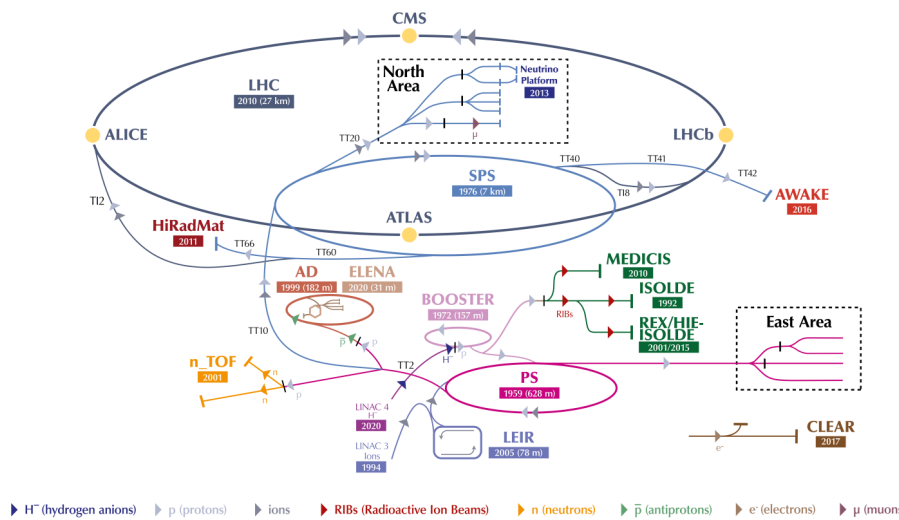 CMS
North
Area
Neutrino
Platform
2013
LHC
2010 (27 km)
μ
ALICE
LHCb
TT20
TT40
TT41
SPS
1976 (7 km)
TT42
TI8
TI2
AWAKE
2016
ATLAS
HiRadMat
2011
TT66
TT60
MEDICIS
2010
AD
1999 (182 m)
ELENA
2020 (31 m)
ISOLDE
1992
BOOSTER
1972 (157 m)
RIBs
REX/HIE-
ISOLDE
2001/2015
East Area
TT10
p̅
p
H⁻
p
n_TOF
2001
n
n
p
TT2
PS
1959 (628 m)
LINAC 4
H⁻
2020
LINAC 3
Ions
1994
LEIR
2005 (78 m)
CLEAR
2017
e⁻
H⁻ (hydrogen anions)
p (protons)
ions
RIBs (Radioactive Ion Beams)
n (neutrons)
p̅ (antiprotons)
e⁻ (electrons)
μ (muons